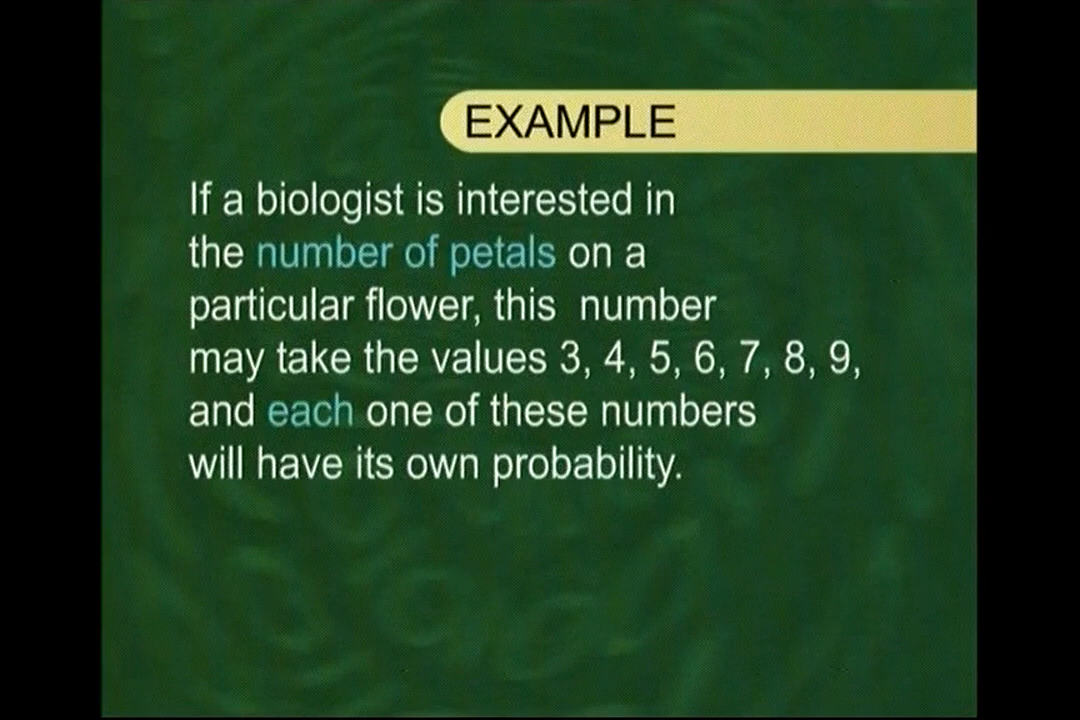 EXAMPLE
If a biologist is interested in
the number of petals on a
particular flower, this  number
may take the values 3, 4, 5, 6, 7, 8, 9,
and each one of these numbers
will have its own probability.